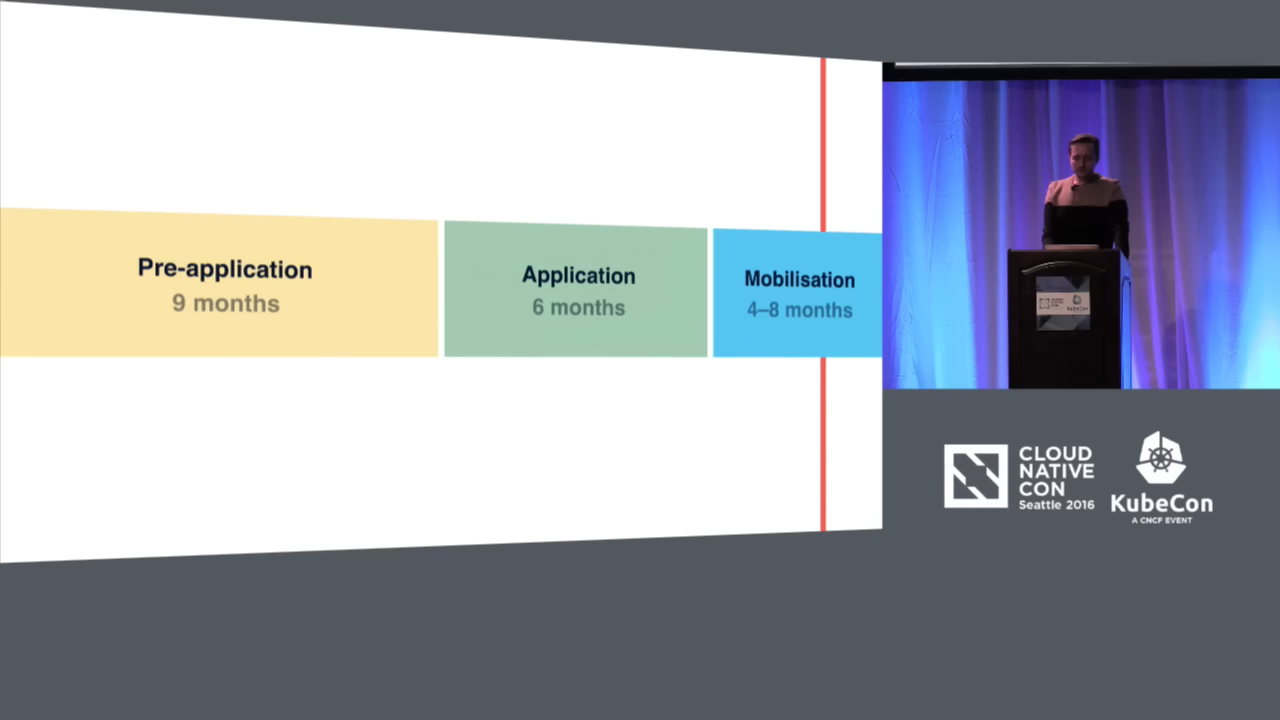 Pre-application
9 months
Application
6 months
Mobilisation
4–8 months
CLOUD
NATIVE
CON
Seattle 2016
KubeCon
A CNCF EVENT